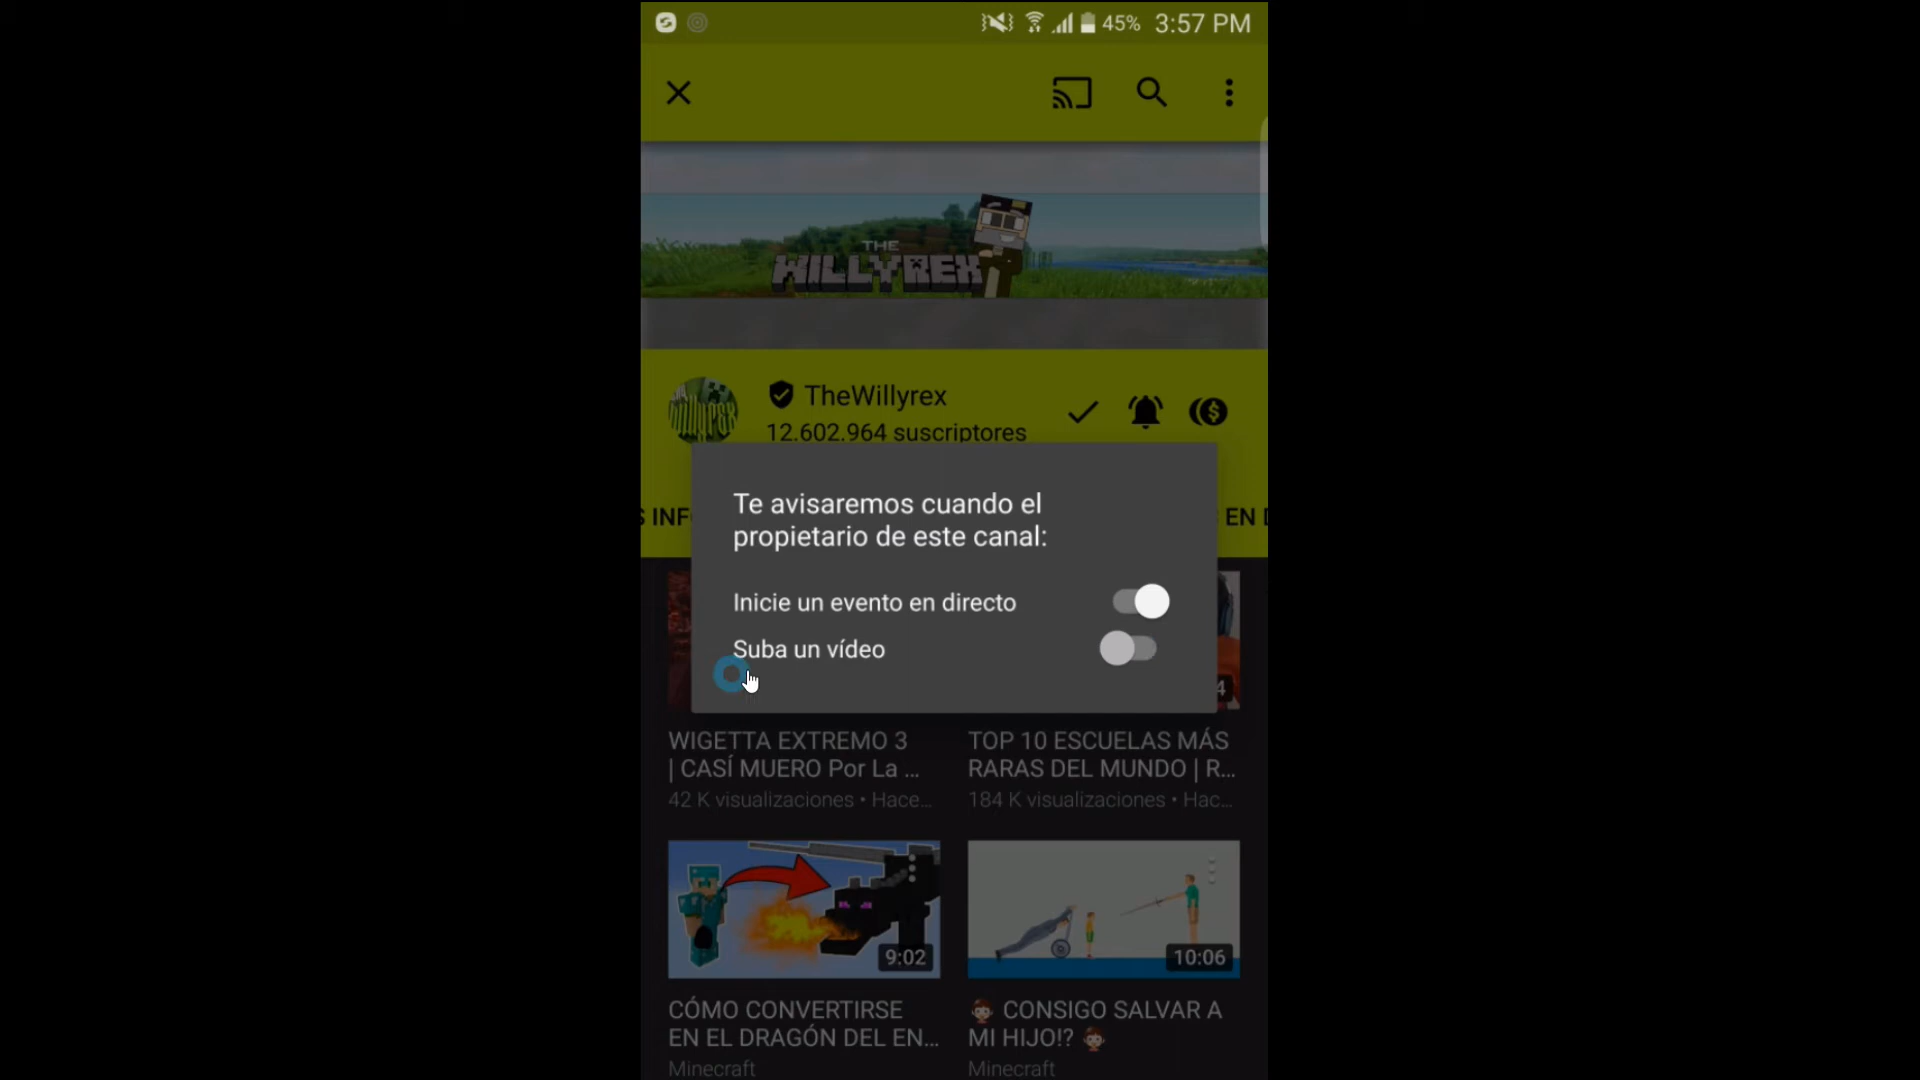 45% 3:57 PM
THE
WILLYREX
TheWillyrex
12.602.964 suscriptores
INF
EN
Te avisaremos cuando el
propietario de este canal:
Inicie un evento en directo
Suba un vídeo
4
WIGETTA EXTREMO 3
| CASÍ MUERO Por La ...
42 K visualizaciones • Hace...
TOP 10 ESCUELAS MÁS
RARAS DEL MUNDO | R...
184 K visualizaciones • Hac...
9:02
10:06
CÓMO CONVERTIRSE
EN EL DRAGÓN DEL EN...
Minecraft
CONSIGO SALVAR A
MI HIJO!?
Minecraft